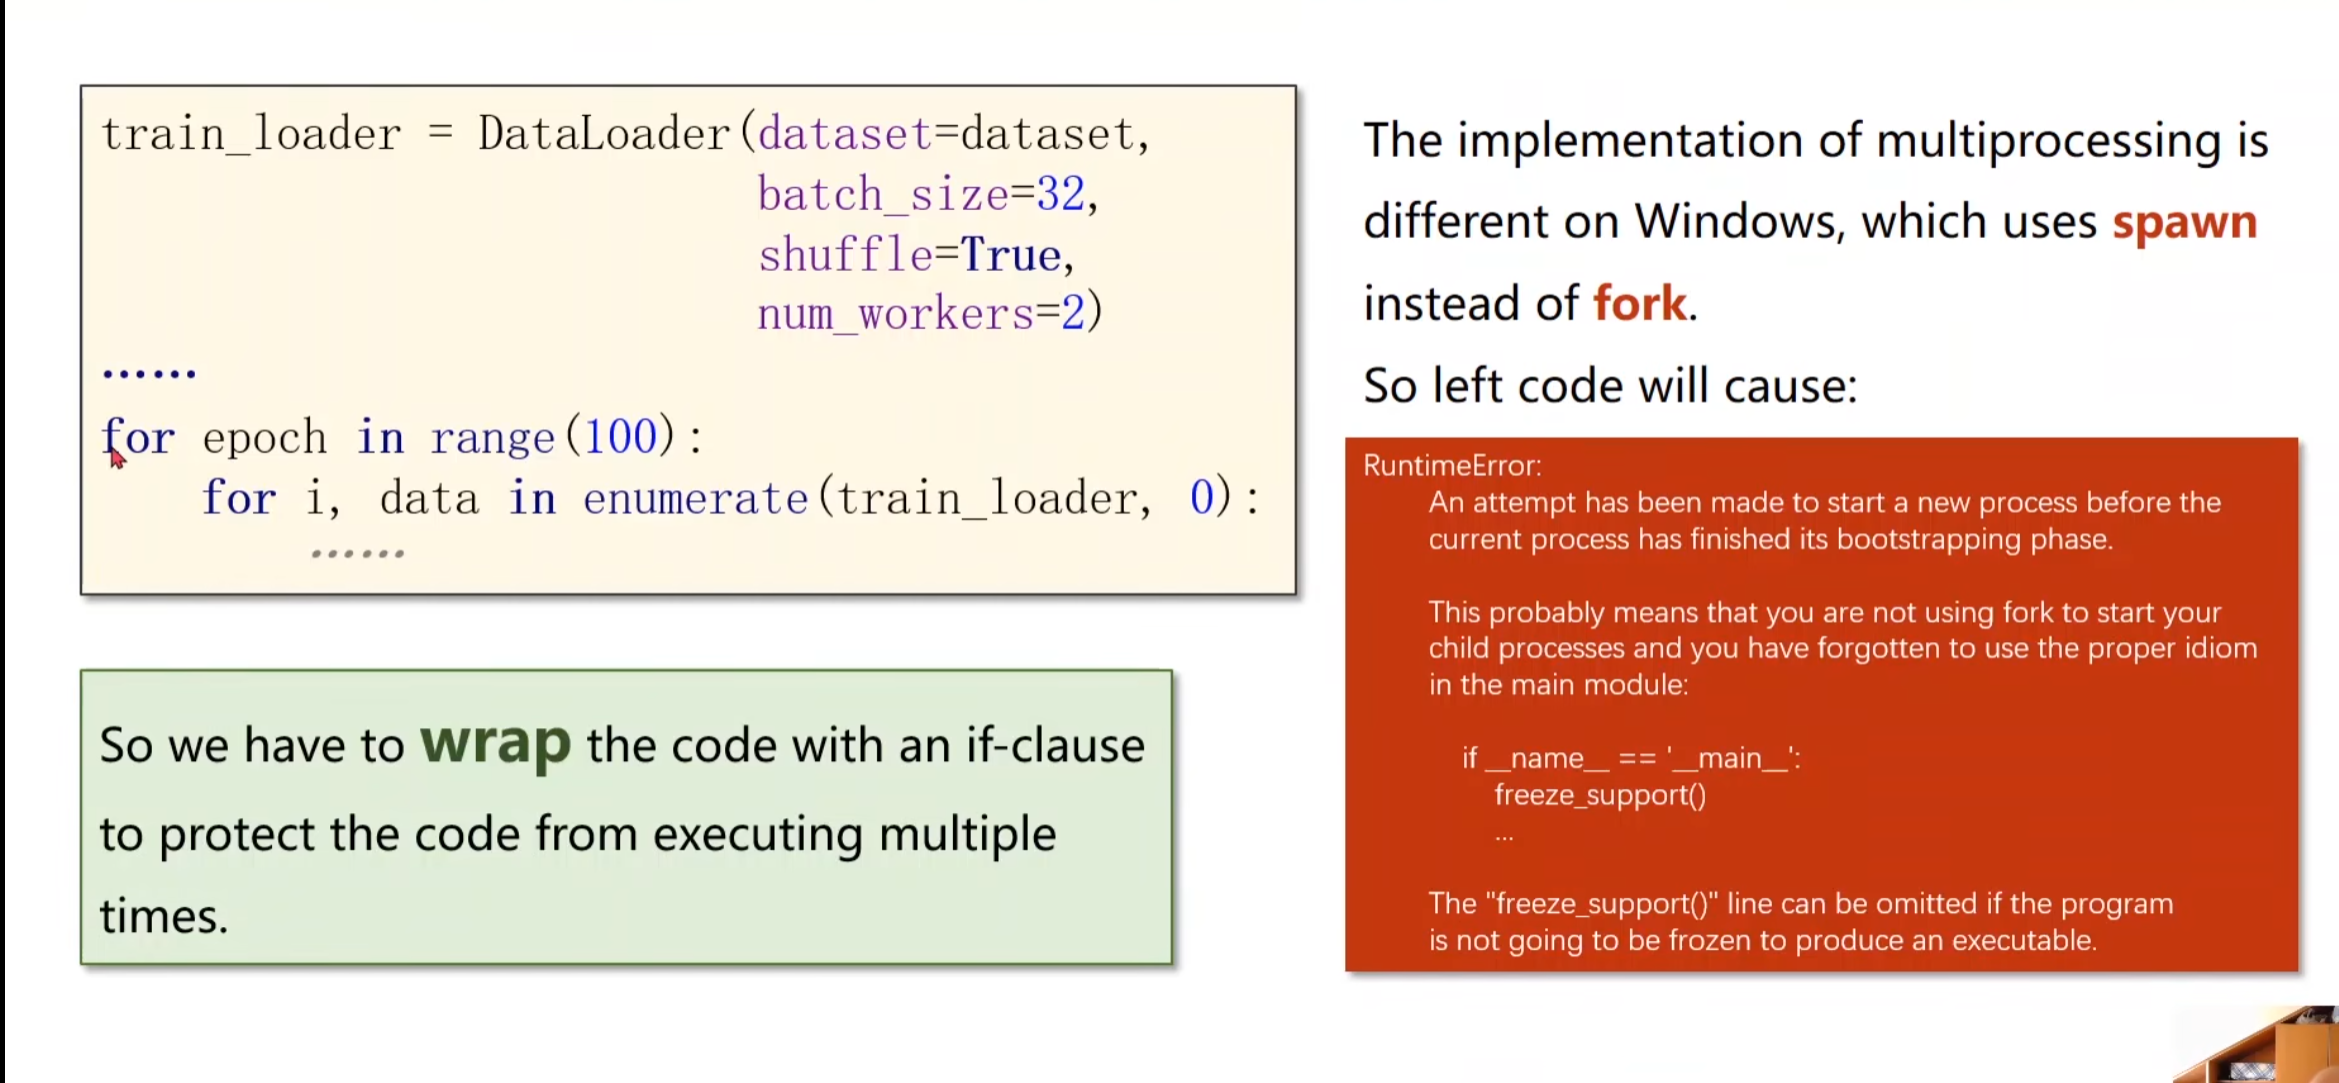 train_loader = DataLoader(dataset=dataset,
batch_size=32,
shuffle=True,
num_workers=2)
......
for epoch in range(100):
for i, data in enumerate(train_loader, 0):
......
So we have to wrap the code with an if-clause
to protect the code from executing multiple
times.
The implementation of multiprocessing is
different on Windows, which uses spawn
instead of fork.
So left code will cause:
RuntimeError:
An attempt has been made to start a new process before the
current process has finished its bootstrapping phase.
This probably means that you are not using fork to start your
child processes and you have forgotten to use the proper idiom
in the main module:
if __name__ == '__main__':
freeze_support()
...
The "freeze_support()" line can be omitted if the program
is not going to be frozen to produce an executable.